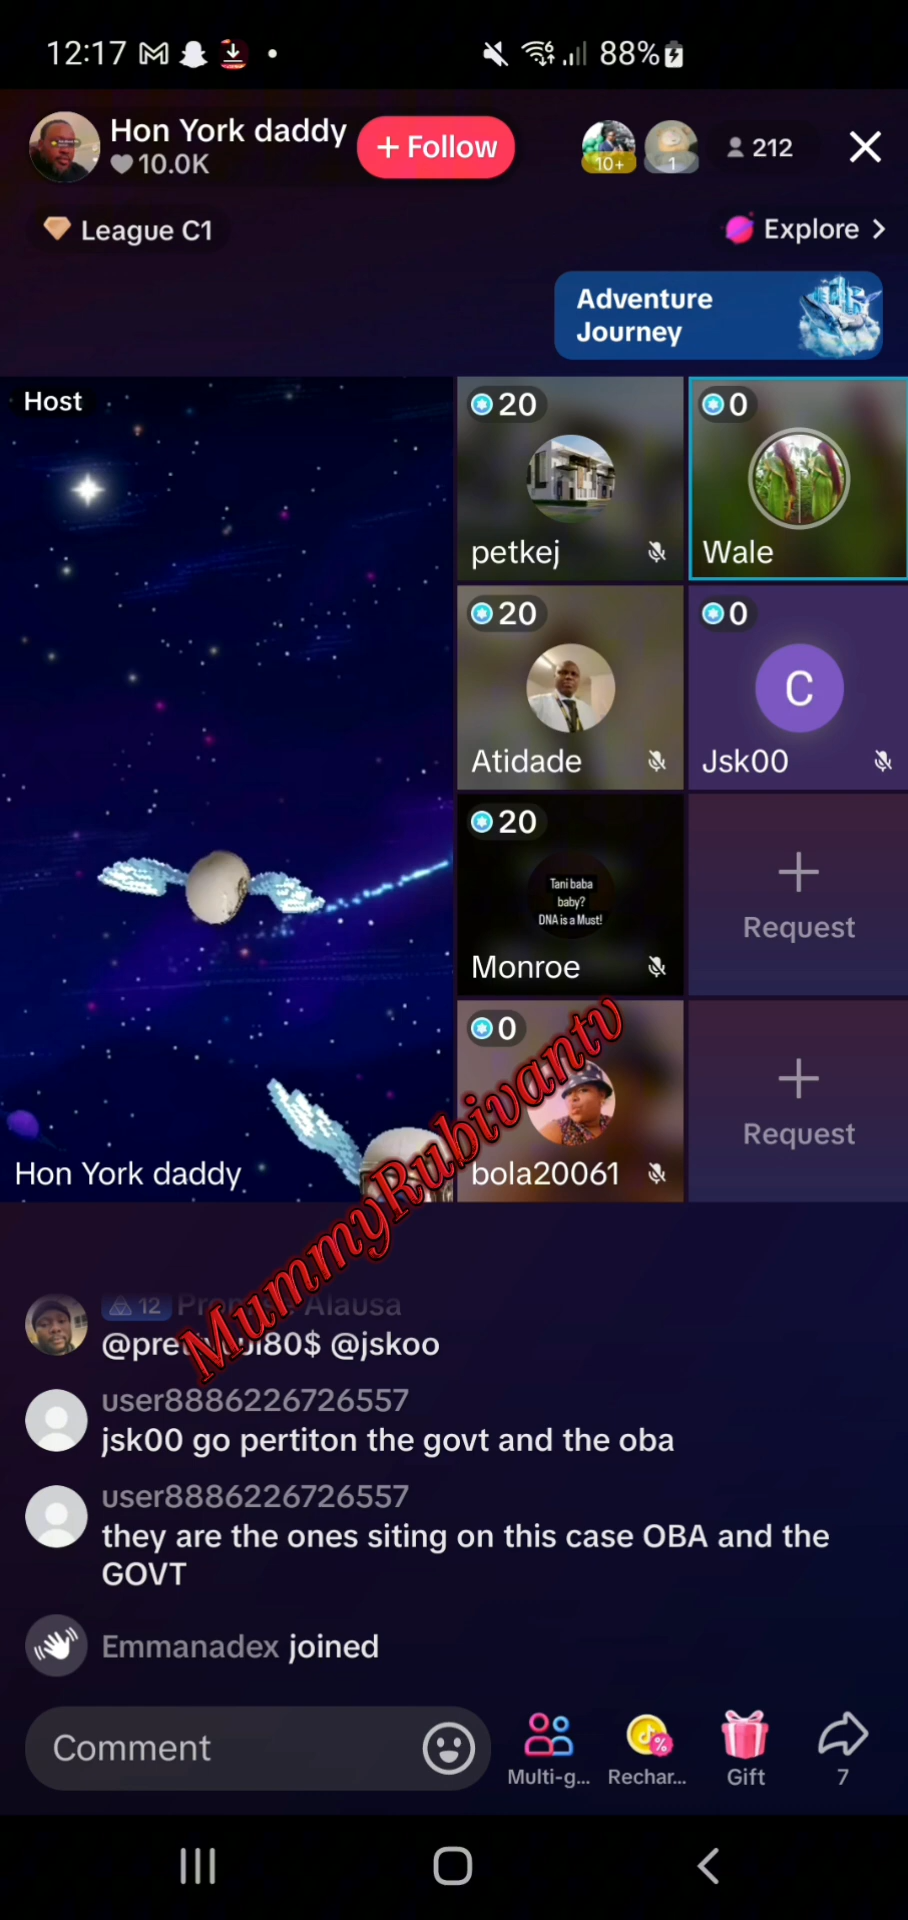 12:17
88%
Hon York daddy
10.0K
+ Follow
10+
1
212
League C1
Explore >
Adventure
Journey
Host
20
petkej
0
Wale
20
Atidade
0
C
Jsk00
20
Tani baba
baby?
DNA is a Must!
Monroe
Request
0
bola20061
Request
Hon York daddy
MummyRubivantv
12 Alausa
@jskoo
user8886226726557
jsk00 go pertiton the govt and the oba
user8886226726557
they are the ones siting on this case OBA and the
GOVT
Emmanadex joined
Comment
Multi-g...
Rechar...
Gift
7